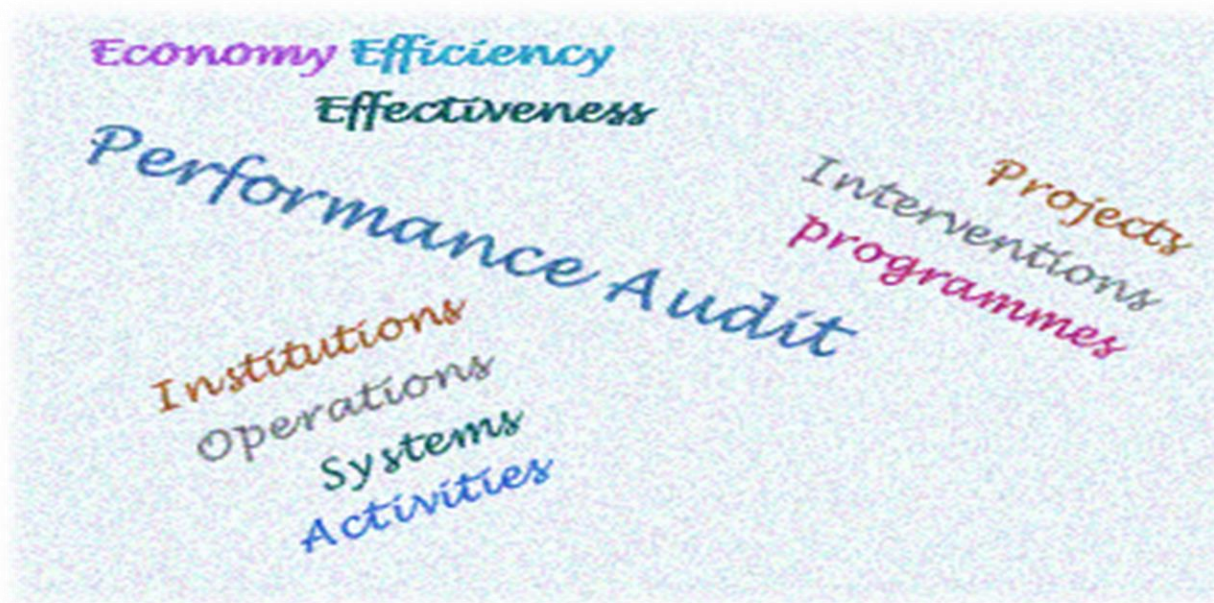 Economy Efficiency
Effectiveness
Performance Audit
Projects
Interventions
programmes
Institutions
Operations
Systems
Activities